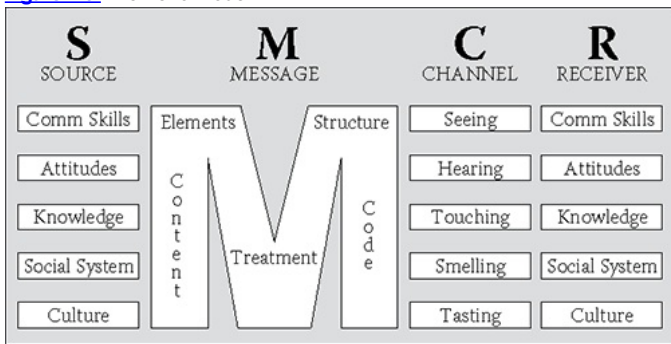 S M C R
SOURCE MESSAGE CHANNEL RECEIVER
Comm Skills Elements Structure Seeing Comm Skills
Attitudes Hearing Attitudes
Content
Code
Knowledge Touching Knowledge
Treatment
Social System Smelling Social System
Culture Tasting Culture